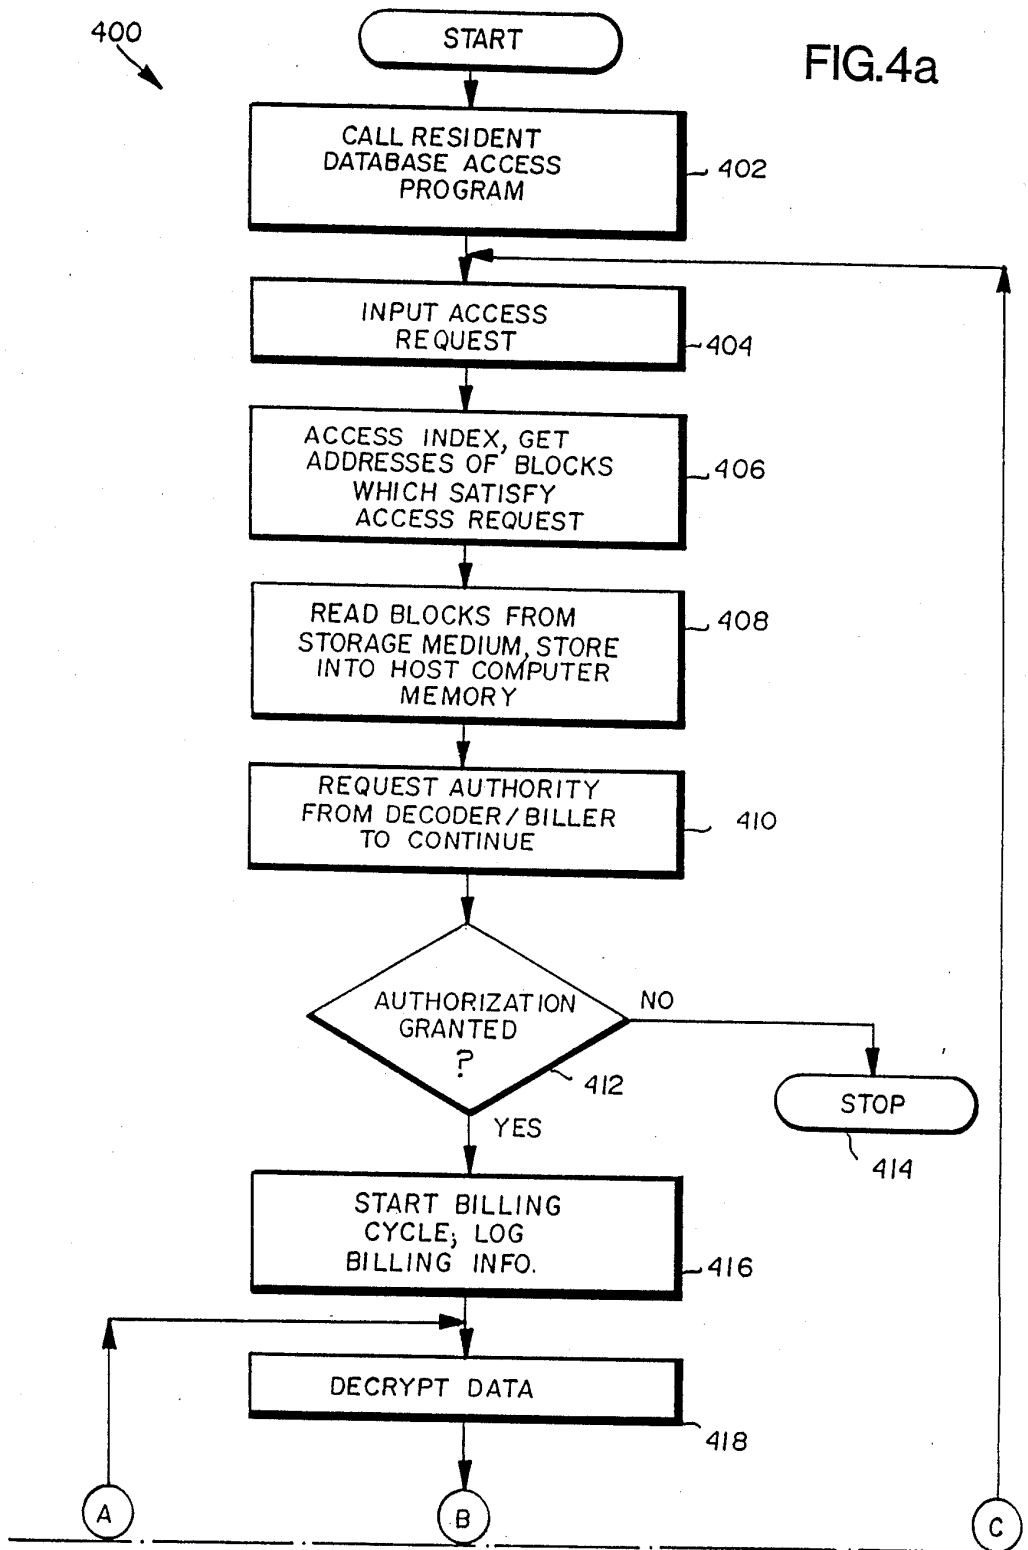 400
START
FIG.4a
CALL RESIDENT
DATABASE ACCESS
PROGRAM
402
INPUT ACCESS
REQUEST
404
ACCESS INDEX, GET
ADDRESSES OF BLOCKS
WHICH SATISFY
ACCESS REQUEST
406
READ BLOCKS FROM
STORAGE MEDIUM, STORE
INTO HOST COMPUTER
MEMORY
408
REQUEST AUTHORITY
FROM DECODER/BILLER
TO CONTINUE
410
AUTHORIZATION
GRANTED
?
412
NO
STOP
414
YES
START BILLING
CYCLE; LOG
BILLING INFO.
416
DECRYPT DATA
418
A
B
C